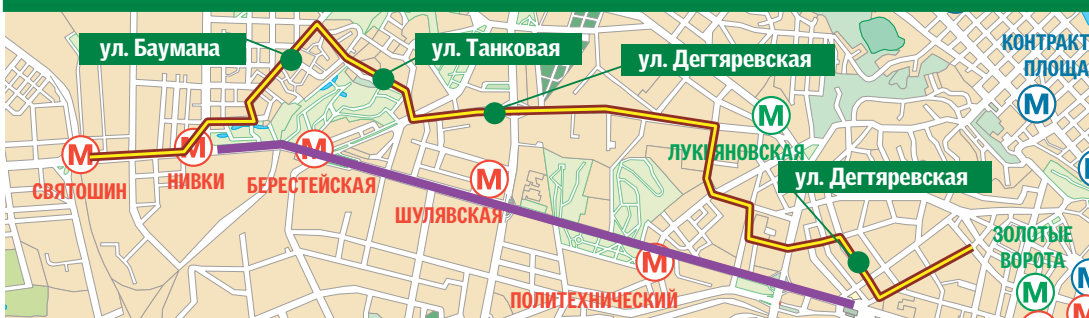 ул. Баумана
ул. Танковая
ул. Дегтяревская
КОНТРАКТ
ПЛОЩА
М
М
ЛУКЬЯНОВСКАЯ
М
СВЯТОШИН
М
НИВКИ
М
БЕРЕСТЕЙСКАЯ
М
ШУЛЯВСКАЯ
ул. Дегтяревская
М
ПОЛИТЕХНИЧЕСКИЙ
ЗОЛОТЫЕ
ВОРОТА
М